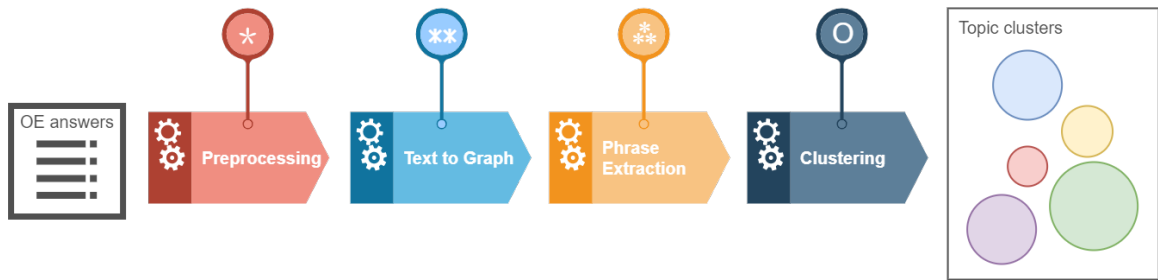 *
**
***
O
Topic clusters
OE answers
Preprocessing
Text to Graph
Phrase
Extraction
Clustering